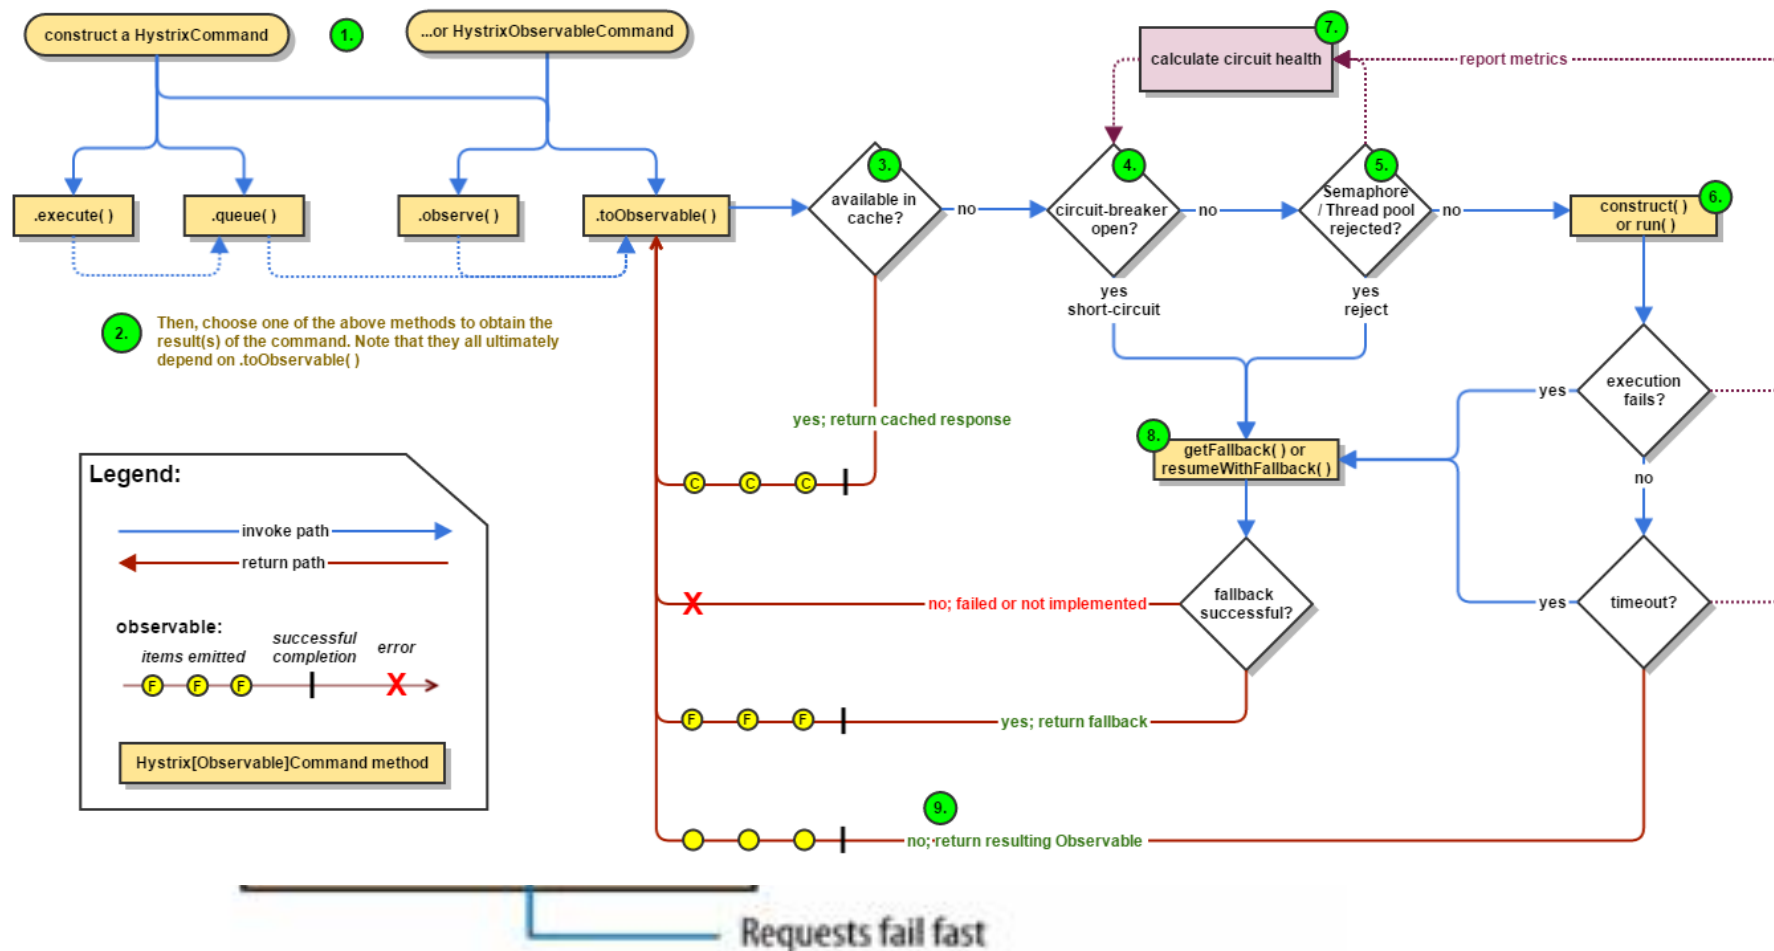 construct a HystrixCommand
1.
...or HystrixObservableCommand
7.
calculate circuit health
report metrics
.execute( )
.queue( )
.observe( )
.toObservable( )
3.
available in
cache?
no
4.
circuit-breaker
open?
no
5.
Semaphore
/ Thread pool
rejected?
no
6.
construct( )
or run( )
2.
Then, choose one of the above methods to obtain the
result(s) of the command. Note that they all ultimately
depend on .toObservable( )
yes
short-circuit
yes
reject
execution
fails?
yes
no
yes; return cached response
C C C
8.
getFallback( ) or
resumeWithFallback( )
timeout?
yes
fallback
successful?
no; failed or not implemented
X
F F F
yes; return fallback
9.
no; return resulting Observable
Legend:
invoke path
return path
observable:
items emitted
successful
completion
error
F F F
X
Hystrix[Observable]Command method
Requests fail fast